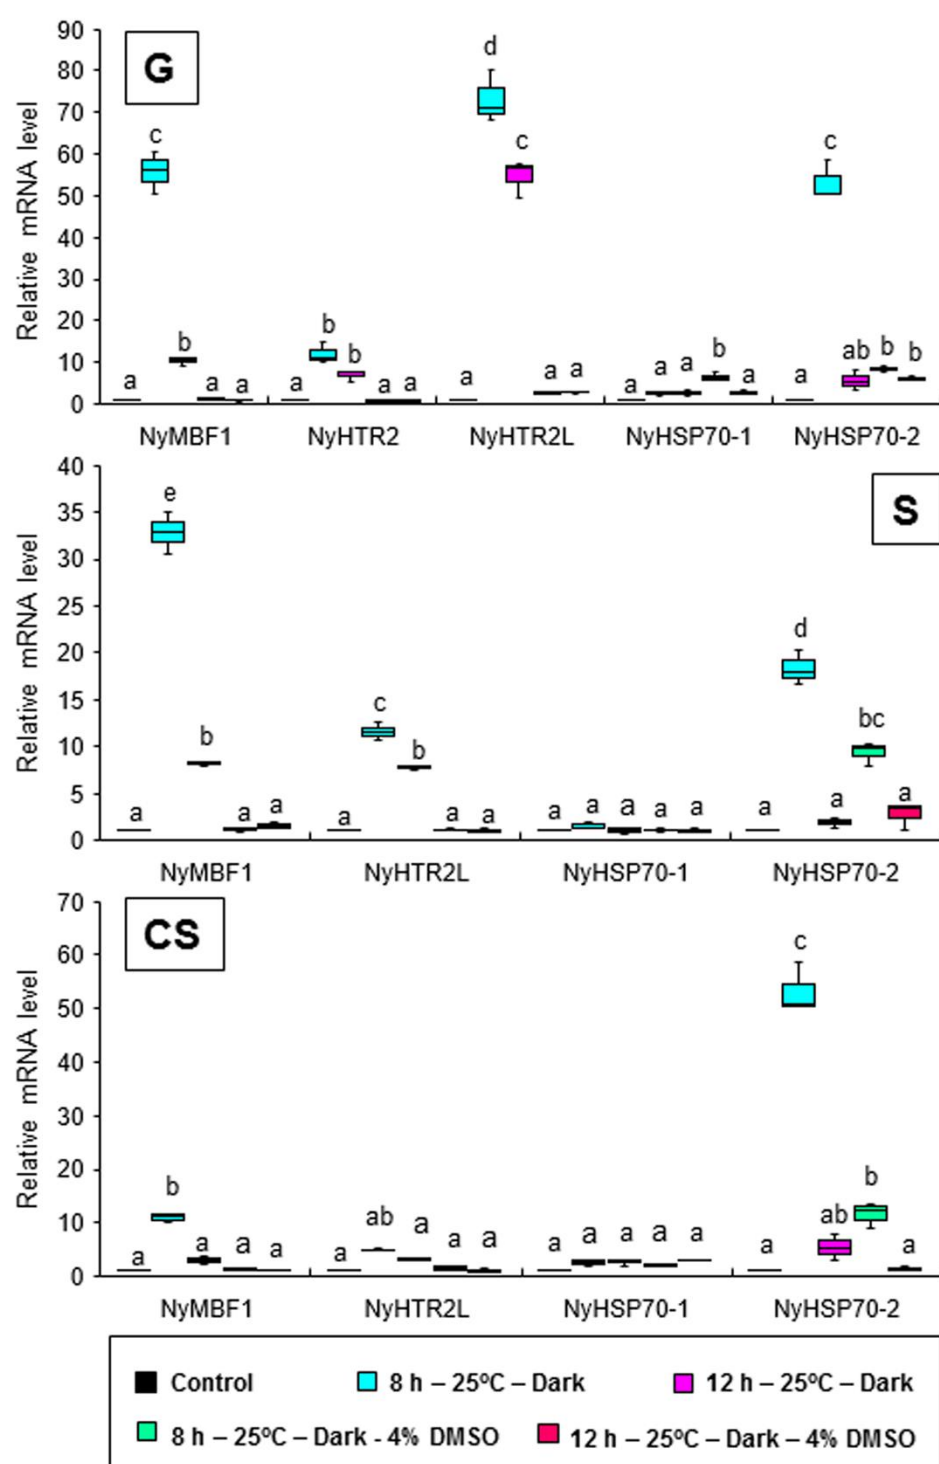 G
Relative mRNA level
90
80
70
60
50
40
30
20
10
0
a c b a a
a b b a a
a d c a a
a a a b a
a c ab b b
NyMBF1 NyHTR2 NyHTR2L NyHSP70-1 NyHSP70-2
S
Relative mRNA level
40
35
30
25
20
15
10
5
0
a e b a a
a c b a a
a a a a a
a d a bc a
NyMBF1 NyHTR2L NyHSP70-1 NyHSP70-2
CS
Relative mRNA level
70
60
50
40
30
20
10
0
a b a a a
a ab a a a
a a a a a
a c ab b a
NyMBF1 NyHTR2L NyHSP70-1 NyHSP70-2
Control 8 h – 25ºC – Dark 12 h – 25ºC – Dark
8 h – 25ºC – Dark - 4% DMSO 12 h – 25ºC – Dark – 4% DMSO